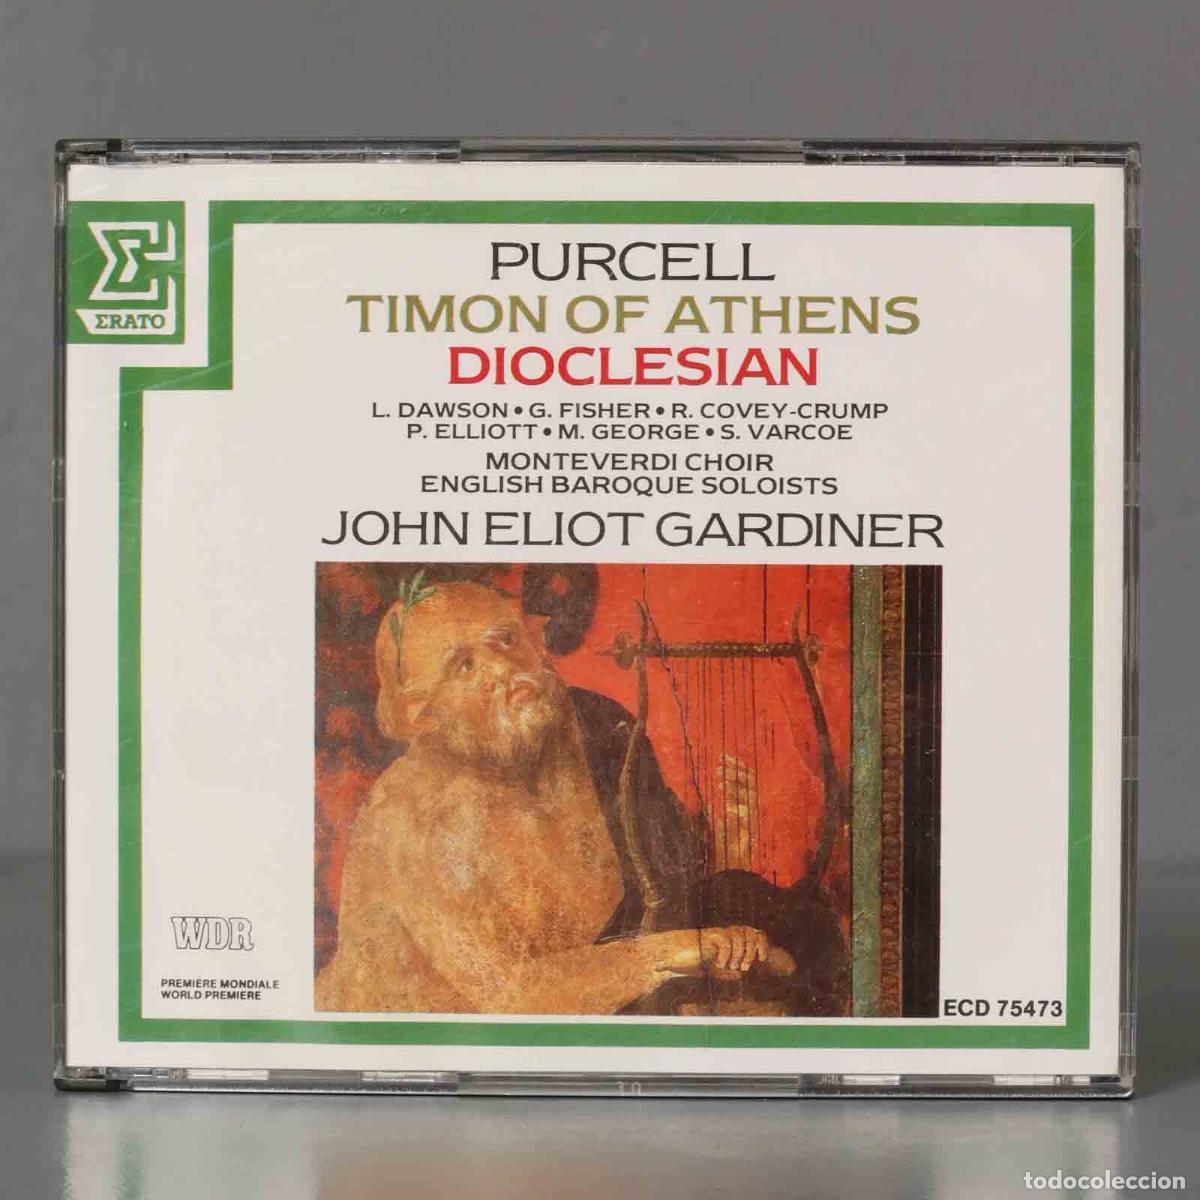 ΣRATO
PURCELL
TIMON OF ATHENS
DIOCLESIAN
L. DAWSON • G. FISHER • R. COVEY-CRUMP
P. ELLIOTT • M. GEORGE • S. VARCOE
MONTEVERDI CHOIR
ENGLISH BAROQUE SOLOISTS
JOHN ELIOT GARDINER
WDR
PREMIÈRE MONDIALE
WORLD PREMIERE
ECD 75473
todocoleccion